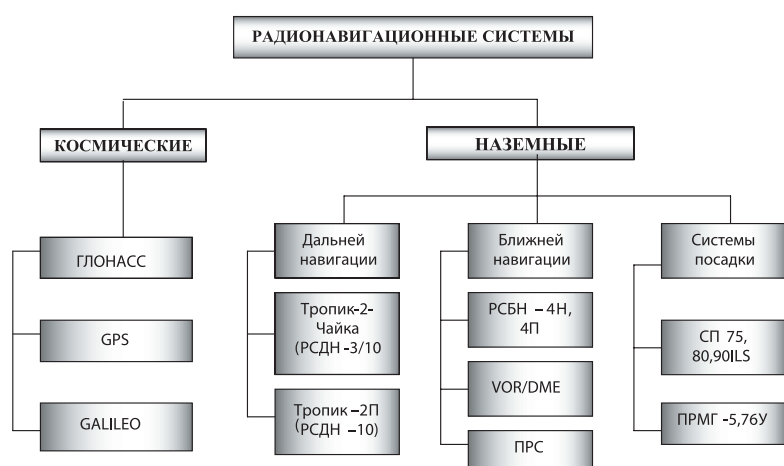 РАДИОНАВИГАЦИОННЫЕ СИСТЕМЫ
КОСМИЧЕСКИЕ
НАЗЕМНЫЕ
ГЛОНАСС
GPS
GALILEO
Дальней
навигации
Тропик-2-
Чайка
(РСДН -3/10
Тропик -2П
(РСДН -10)
Ближней
навигации
РСБН - 4Н,
4П
VOR/DME
ПРС
Системы
посадки
СП 75,
80,90ILS
ПРМГ -5,76У